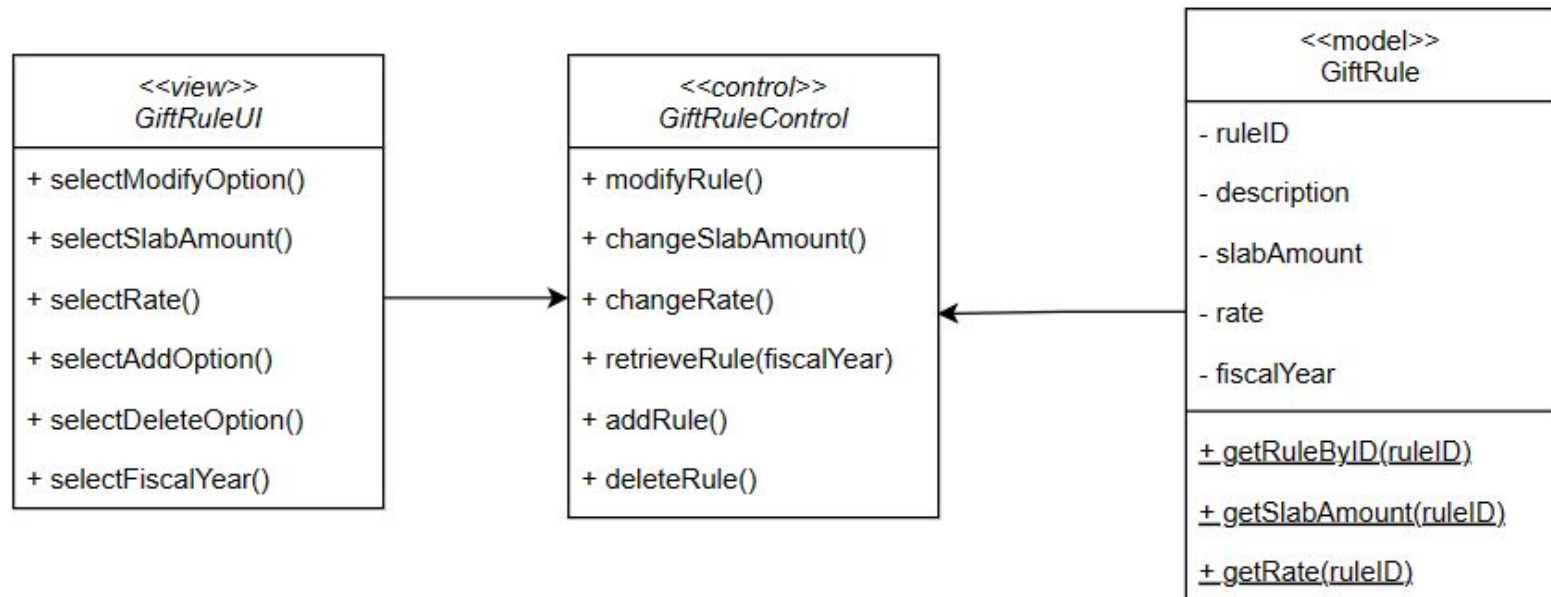 <<view>>
GiftRuleUI
+ selectModifyOption()
+ selectSlabAmount()
+ selectRate()
+ selectAddOption()
+ selectDeleteOption()
+ selectFiscalYear()
<<control>>
GiftRuleControl
+ modifyRule()
+ changeSlabAmount()
+ changeRate()
+ retrieveRule(fiscalYear)
+ addRule()
+ deleteRule()
<<model>>
GiftRule
- ruleID
- description
- slabAmount
- rate
- fiscalYear
+ getRuleByID(ruleID)
+ getSlabAmount(ruleID)
+ getRate(ruleID)